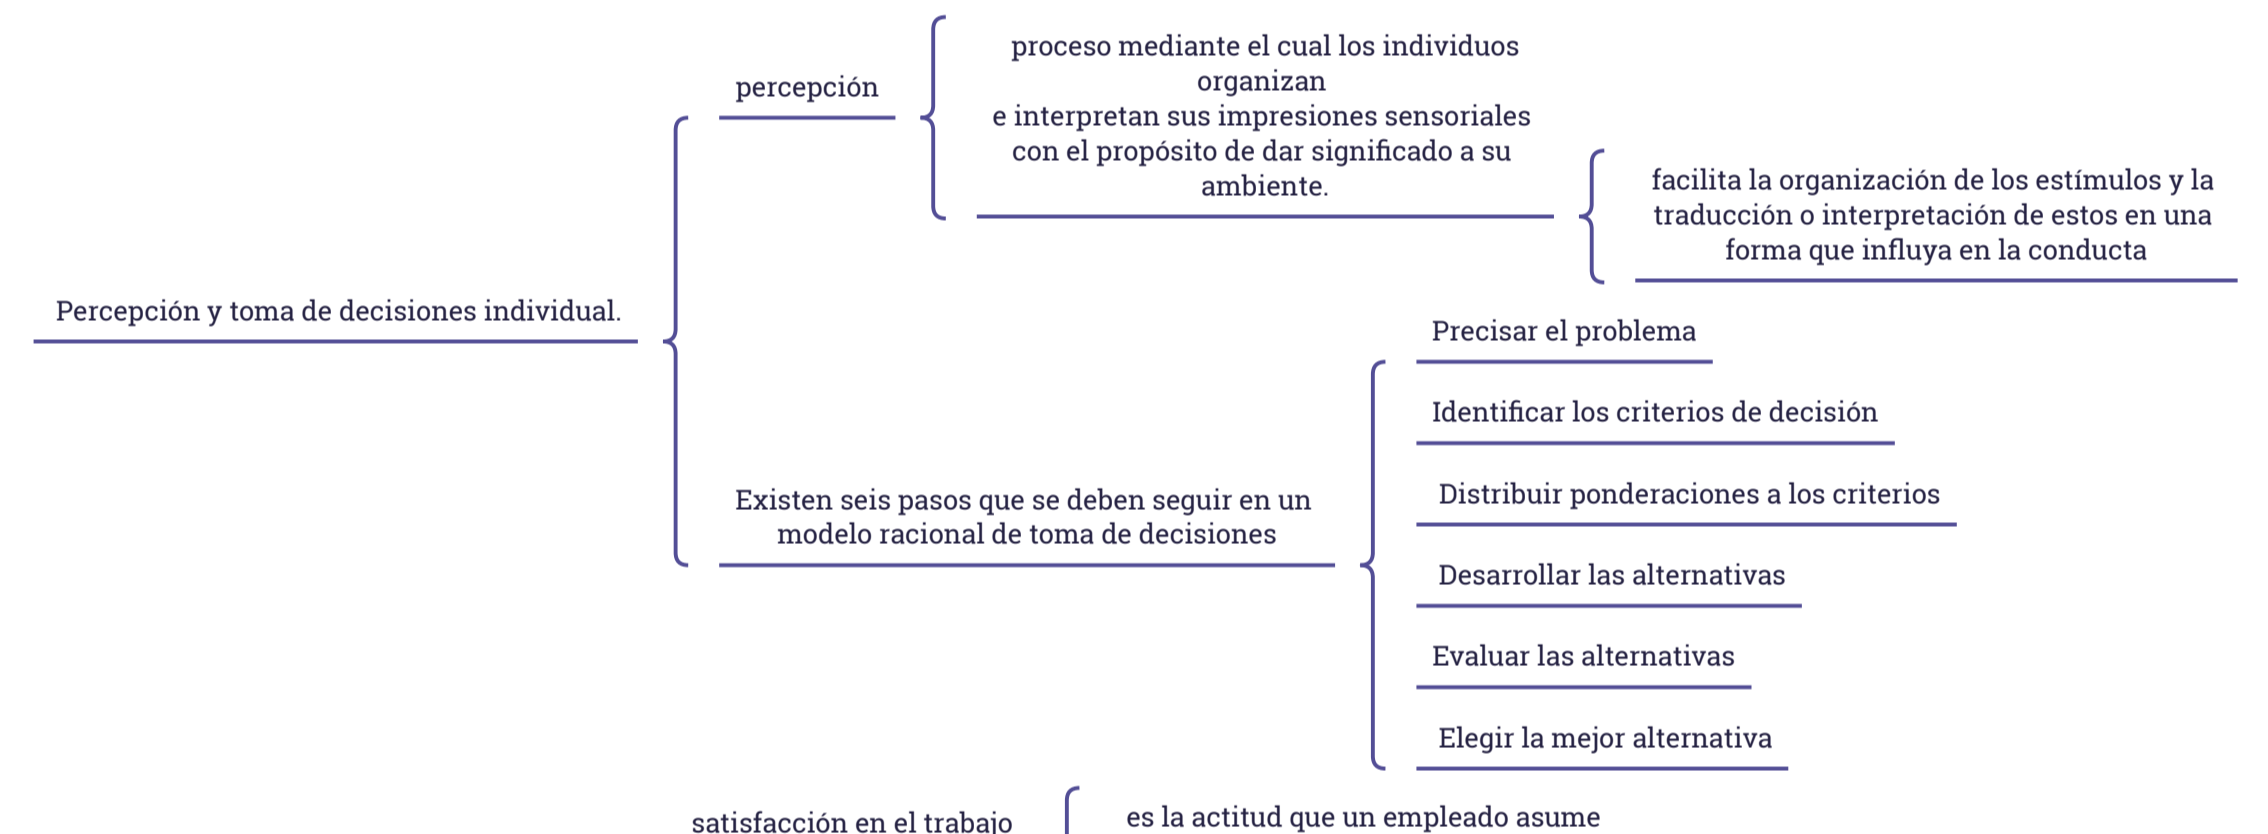 percepción
proceso mediante el cual los individuos
organizan
e interpretan sus impresiones sensoriales
con el propósito de dar significado a su
ambiente.
facilita la organización de los estímulos y la
traducción o interpretación de estos en una
forma que influya en la conducta
Percepción y toma de decisiones individual.
Existen seis pasos que se deben seguir en un
modelo racional de toma de decisiones
Precisar el problema
Identificar los criterios de decisión
Distribuir ponderaciones a los criterios
Desarrollar las alternativas
Evaluar las alternativas
Elegir la mejor alternativa
satisfacción en el trabajo
es la actitud que un empleado asume